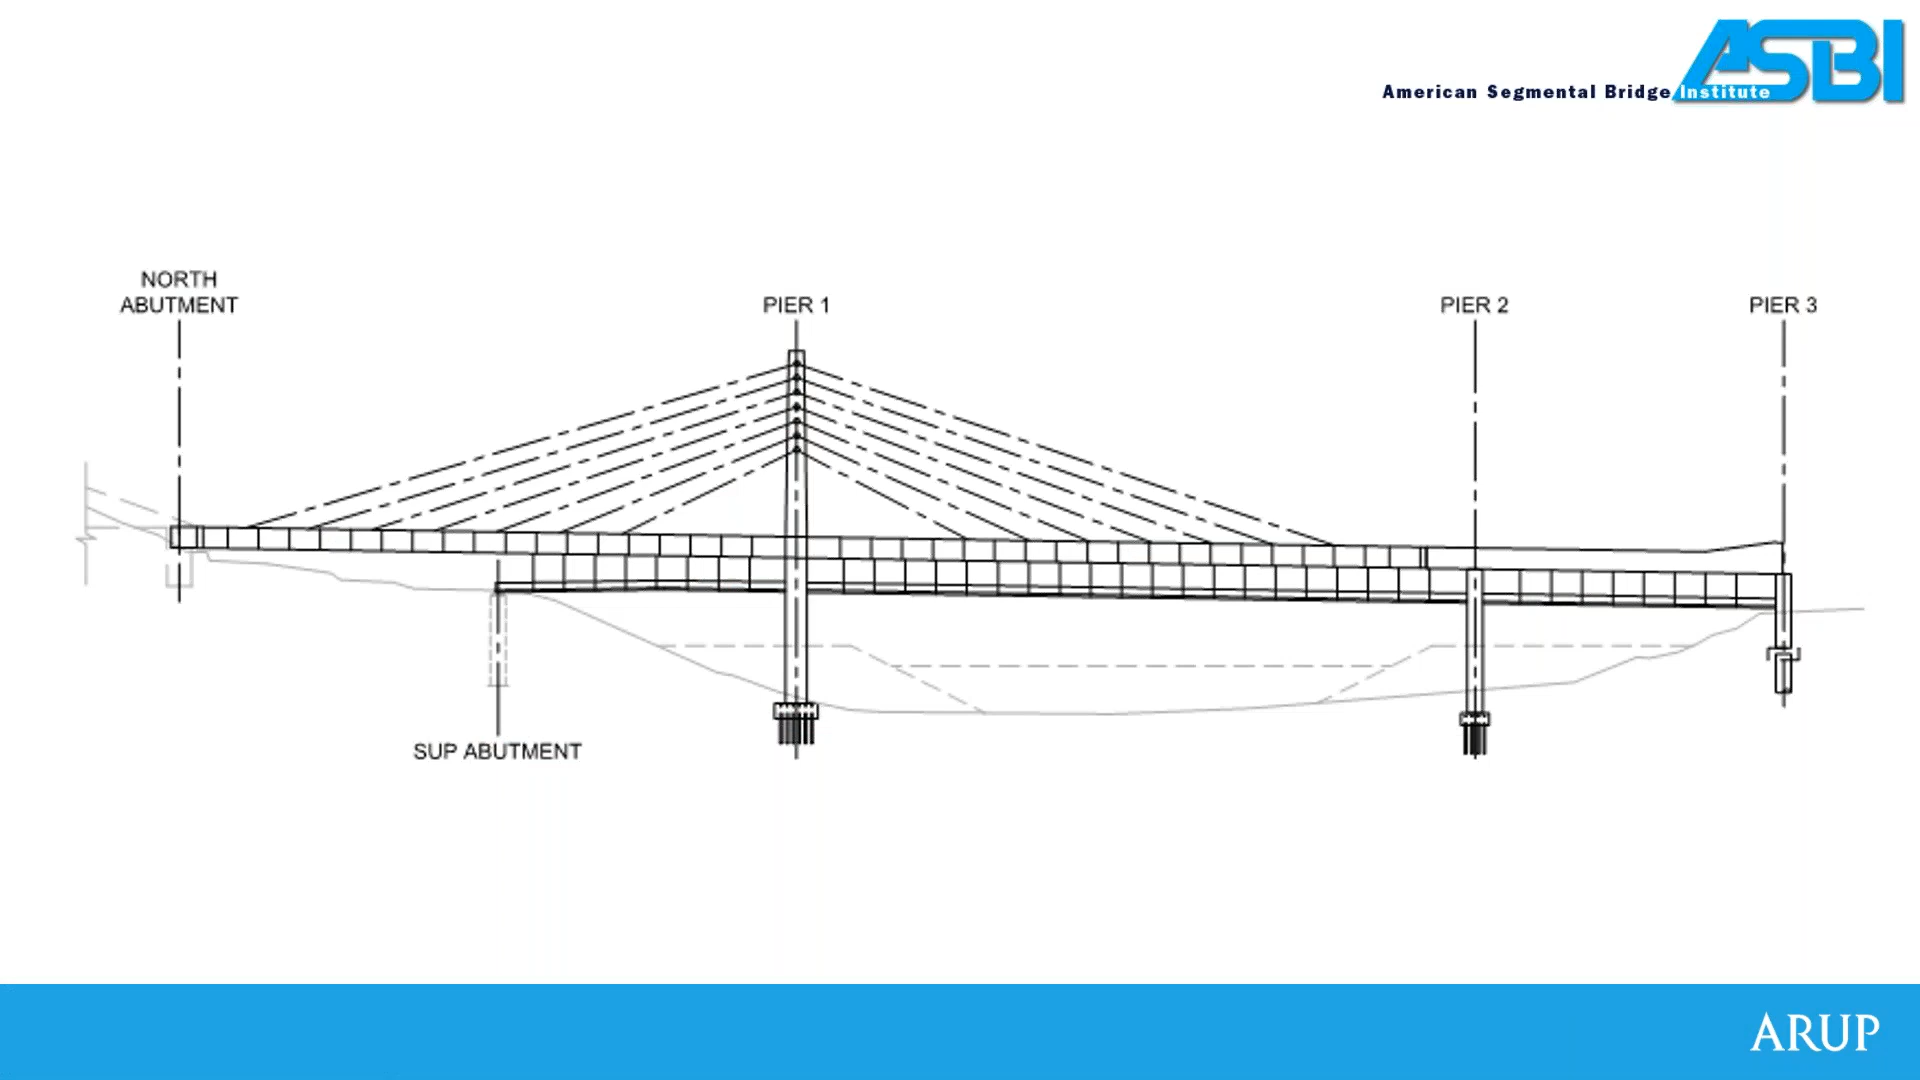 ASBI
American Segmental Bridge Institute
NORTH
ABUTMENT
PIER 1
PIER 2
PIER 3
SUP ABUTMENT
ARUP